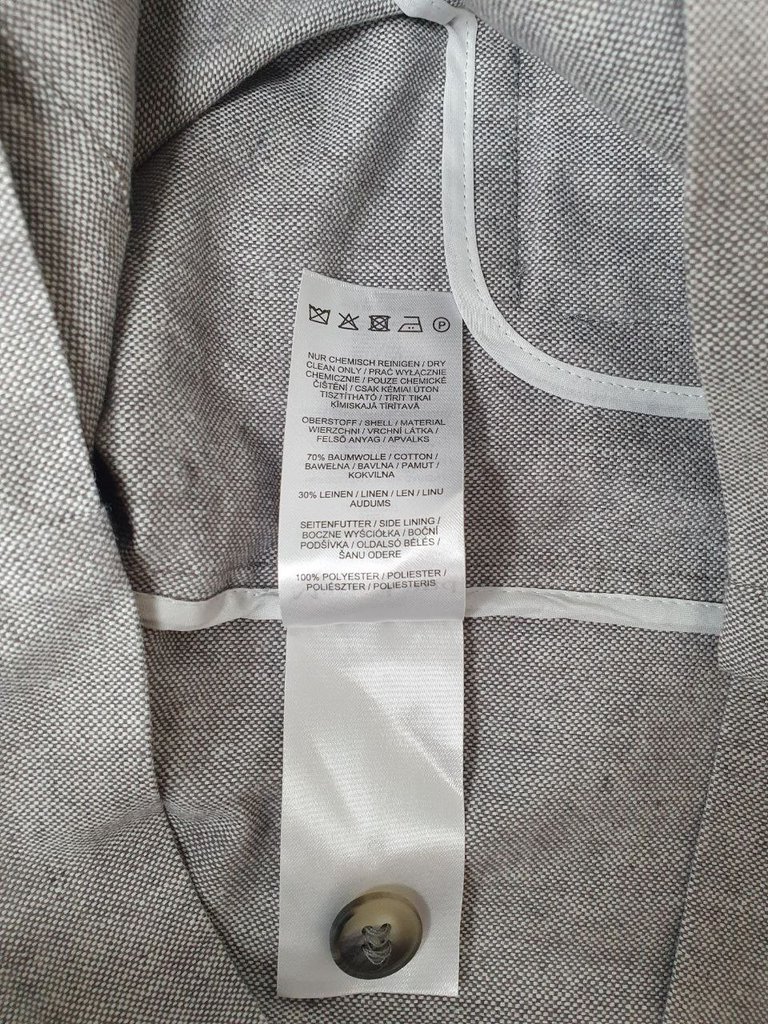 P
NUR CHEMISCH REINIGEN / DRY
CLEAN ONLY / PRAĆ WYŁĄCZNIE
CHEMICZNIE / POUZE CHEMICKÉ
ČIŠTĚNÍ / CSAK KÉMIAI ÚTON
TISZTÍTHATÓ / TĪRĪT TIKAI
ĶĪMISKAJĀ TĪRĪTAVĀ
OBERSTOFF / SHELL / MATERIAŁ
WIERZCHNI / VRCHNÍ LÁTKA /
FELSŐ ANYAG / APVALKS
70% BAUMWOLLE / COTTON /
BAWEŁNA / BAVLNA / PAMUT /
KOKVILNA
30% LEINEN / LINEN / LEN / LINU
AUDUMS
SEITENFUTTER / SIDE LINING /
BOCZNE WYŚCIÓŁKA / BOČNÍ
PODŠÍVKA / OLDALSÓ BÉLÉS /
ŠANU ODERE
100% POLYESTER / POLIESTER /
POLIÉSZTER / POLIESTERIS